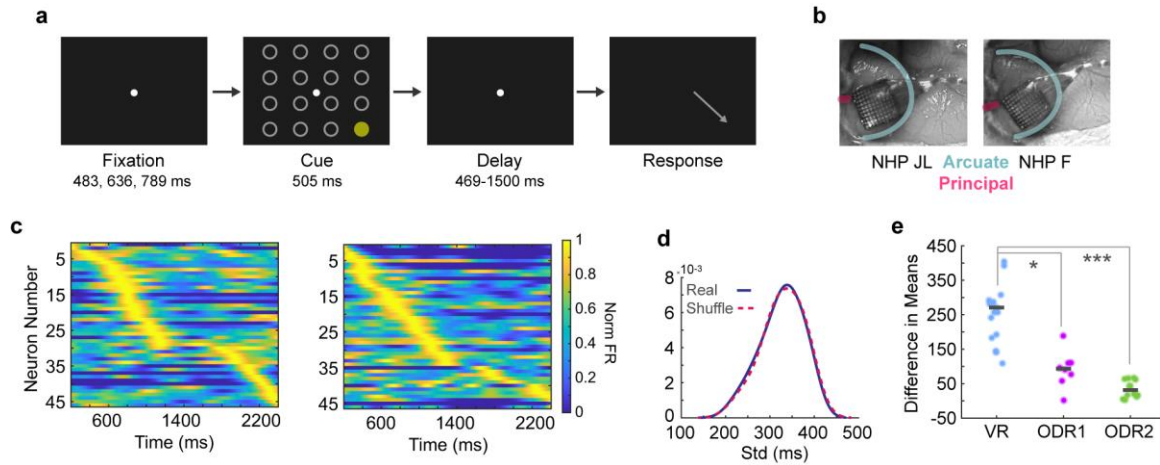 a
Fixation
483, 636, 789 ms
Cue
505 ms
Delay
469-1500 ms
Response
b
NHP JL Arcuate NHP F
Principal
c
Neuron Number
5
15
25
35
45
600 1400 2200
Time (ms)
5
15
25
35
45
600 1400 2200
Time (ms)
1
0.8
0.6
0.4
0.2
0
Norm FR
d
8 ×10⁻³
6
4
2
0
Real
Shuffle
100 200 300 400 500
Std (ms)
e
Difference in Means
450
350
250
150
50
-50
* ***
VR ODR1 ODR2